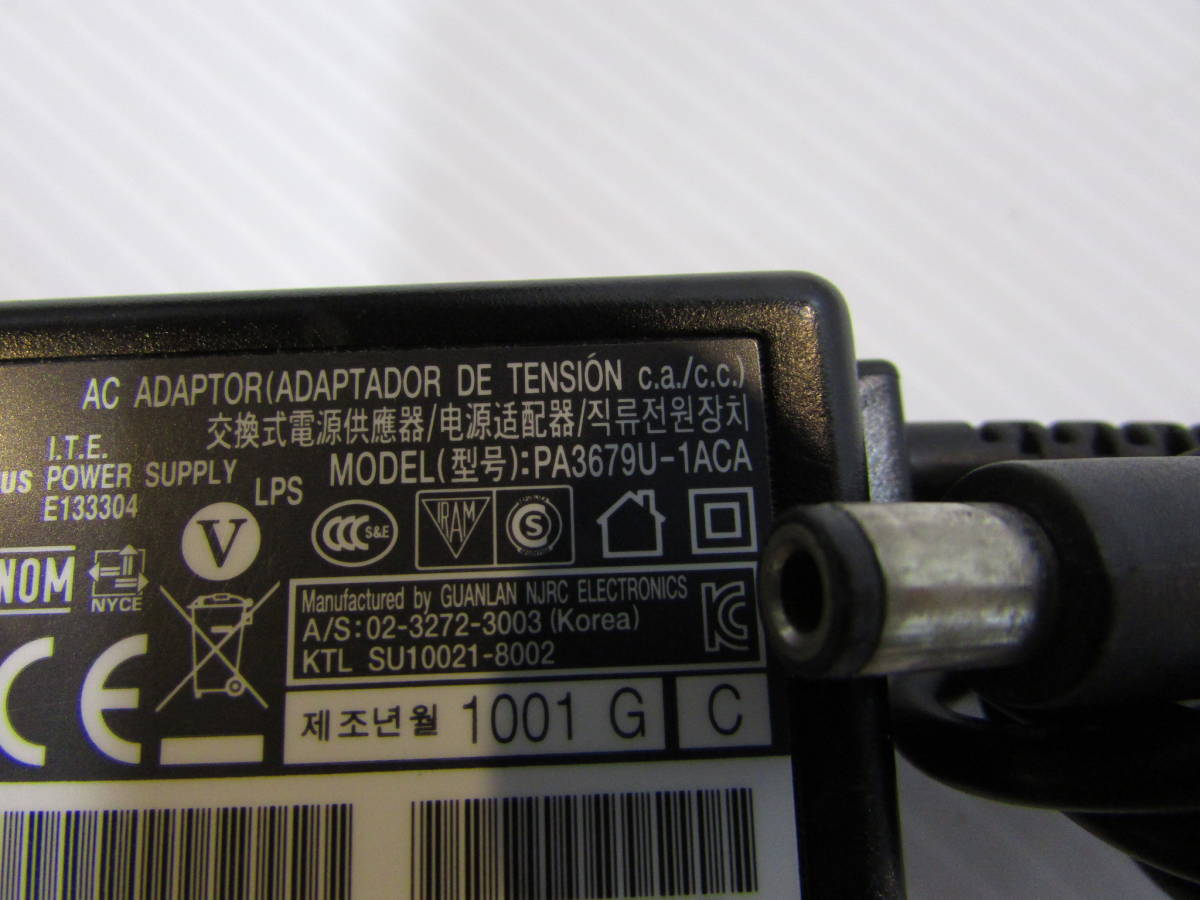 AC ADAPTOR(ADAPTADOR DE TENSIÓN c.a./c.c.)
交換式電源供應器/电源适配器/직류전원장치
I.T.E.
US POWER SUPPLY
E133304
LPS
MODEL(型号):PA3679U-1ACA
V
CCC S&E
IRAM
S
NOM
NYCE
Manufactured by GUANLAN NJRC ELECTRONICS
A/S:02-3272-3003 (Korea)
KTL SU10021-8002
KC
CE
제조년월 1001 G C